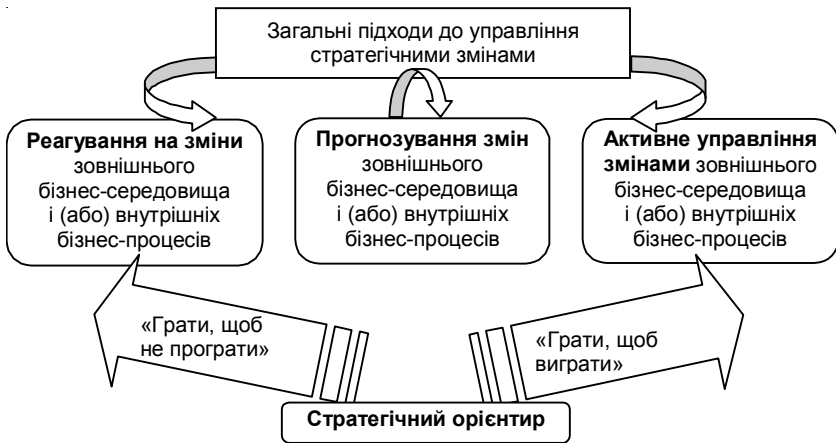 Загальні підходи до управління
стратегічними змінами
Реагування на зміни
зовнішнього
бізнес-середовища
і (або) внутрішніх
бізнес-процесів
Прогнозування змін
зовнішнього
бізнес-середовища
і (або) внутрішніх
бізнес-процесів
Активне управління
змінами зовнішнього
бізнес-середовища
і (або) внутрішніх
бізнес-процесів
«Грати, щоб
не програти»
«Грати, щоб
виграти»
Стратегічний орієнтир